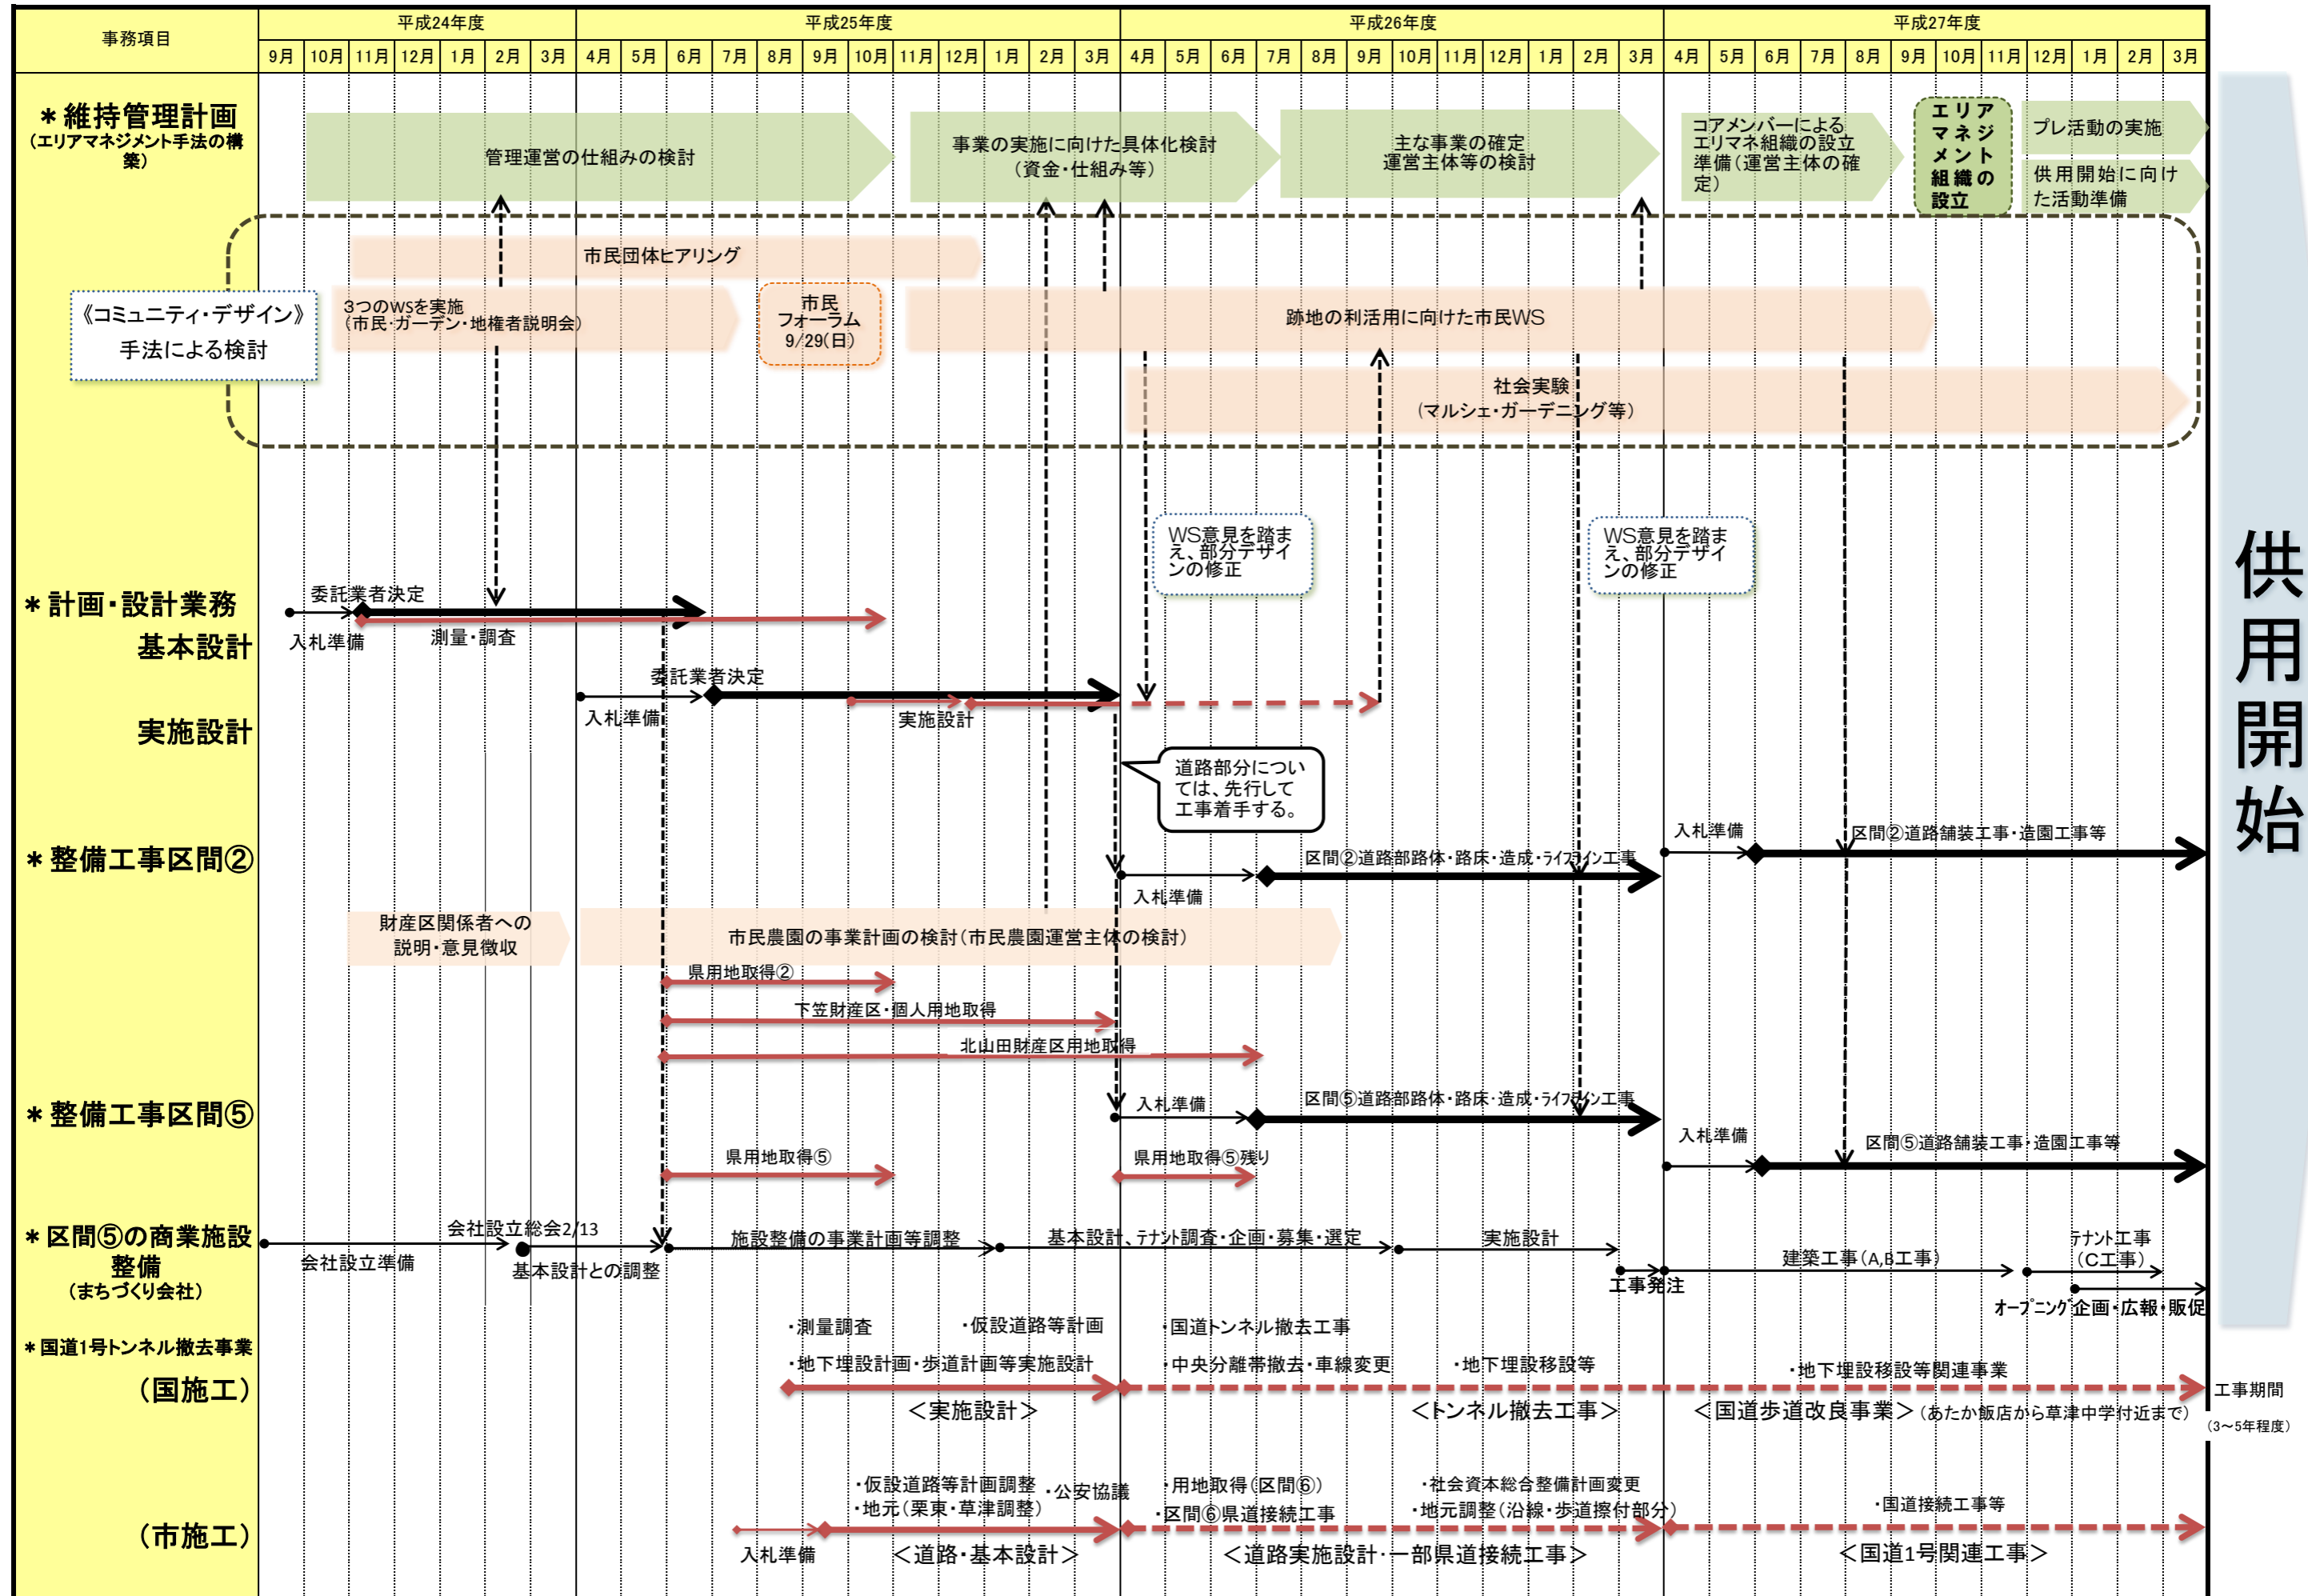 事務項目
平成24年度
平成25年度
平成26年度
平成27年度
9月 10月 11月 12月 1月 2月 3月 4月 5月 6月 7月 8月 9月 10月 11月 12月 1月 2月 3月 4月 5月 6月 7月 8月 9月 10月 11月 12月 1月 2月 3月 4月 5月 6月 7月 8月 9月 10月 11月 12月 1月 2月 3月
＊維持管理計画
(エリアマネジメント手法の構
築)
管理運営の仕組みの検討
事業の実施に向けた具体化検討
(資金・仕組み等)
主な事業の確定
運営主体等の検討
コアメンバーによる
エリマネ組織の設立
準備(運営主体の確
定)
エリア
マネジ
メント
組織の
設立
プレ活動の実施
供用開始に向け
た活動準備
市民団体ヒアリング
《コミュニティ・デザイン》
手法による検討
3つのWSを実施
(市民・ガーデン・地権者説明会)
市民
フォーラム
9/29(日)
跡地の利活用に向けた市民WS
社会実験
(マルシェ・ガーデニング等)
WS意見を踏ま
え、部分デザイ
ンの修正
WS意見を踏ま
え、部分デザイ
ンの修正
＊計画・設計業務
基本設計
委託業者決定
入札準備
測量・調査
実施設計
委託業者決定
入札準備
実施設計
道路部分につい
ては、先行して
工事着手する。
＊整備工事区間②
入札準備
区間②道路部路体・路床・造成・ﾗｲﾌﾗｲﾝ工事
入札準備
区間②道路舗装工事・造園工事等
財産区関係者への
説明・意見徴収
市民農園の事業計画の検討(市民農園運営主体の検討)
県用地取得②
下笠財産区・個人用地取得
北山田財産区用地取得
＊整備工事区間⑤
入札準備
区間⑤道路部路体・路床・造成・ﾗｲﾌﾗｲﾝ工事
入札準備
区間⑤道路舗装工事・造園工事等
県用地取得⑤
県用地取得⑤残り
＊区間⑤の商業施設
整備
(まちづくり会社)
会社設立準備
会社設立総会2/13
基本設計との調整
施設整備の事業計画等調整
基本設計、ﾃﾅﾝﾄ調査・企画・募集・選定
実施設計
工事発注
建築工事(A,B工事)
ﾃﾅﾝﾄ工事
(C工事)
ｵｰﾌﾟﾆﾝｸﾞ企画・広報・販促
＊国道1号トンネル撤去事業
(国施工)
・測量調査
・仮設道路等計画
・地下埋設計画・歩道計画等実施設計
<実施設計>
・国道トンネル撤去工事
・中央分離帯撤去・車線変更
・地下埋設移設等
<トンネル撤去工事>
・地下埋設移設等関連事業
<国道歩道改良事業>(あたか飯店から草津中学付近まで)
工事期間
(3～5年程度)
(市施工)
入札準備
・仮設道路等計画調整
・地元(栗東・草津調整)
・公安協議
<道路・基本設計>
・用地取得(区間⑥)
・区間⑥県道接続工事
・社会資本総合整備計画変更
・地元調整(沿線・歩道擦付部分)
<道路実施設計・一部県道接続工事>
・国道接続工事等
<国道1号関連工事>
供用開始